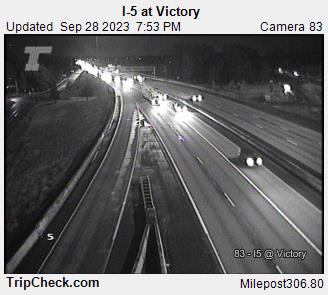 I-5 at Victory
Updated Sep 28 2023 7:53 PM Camera 83
T
S
83 - I5 @ Victory
TripCheck.com Milepost306.80